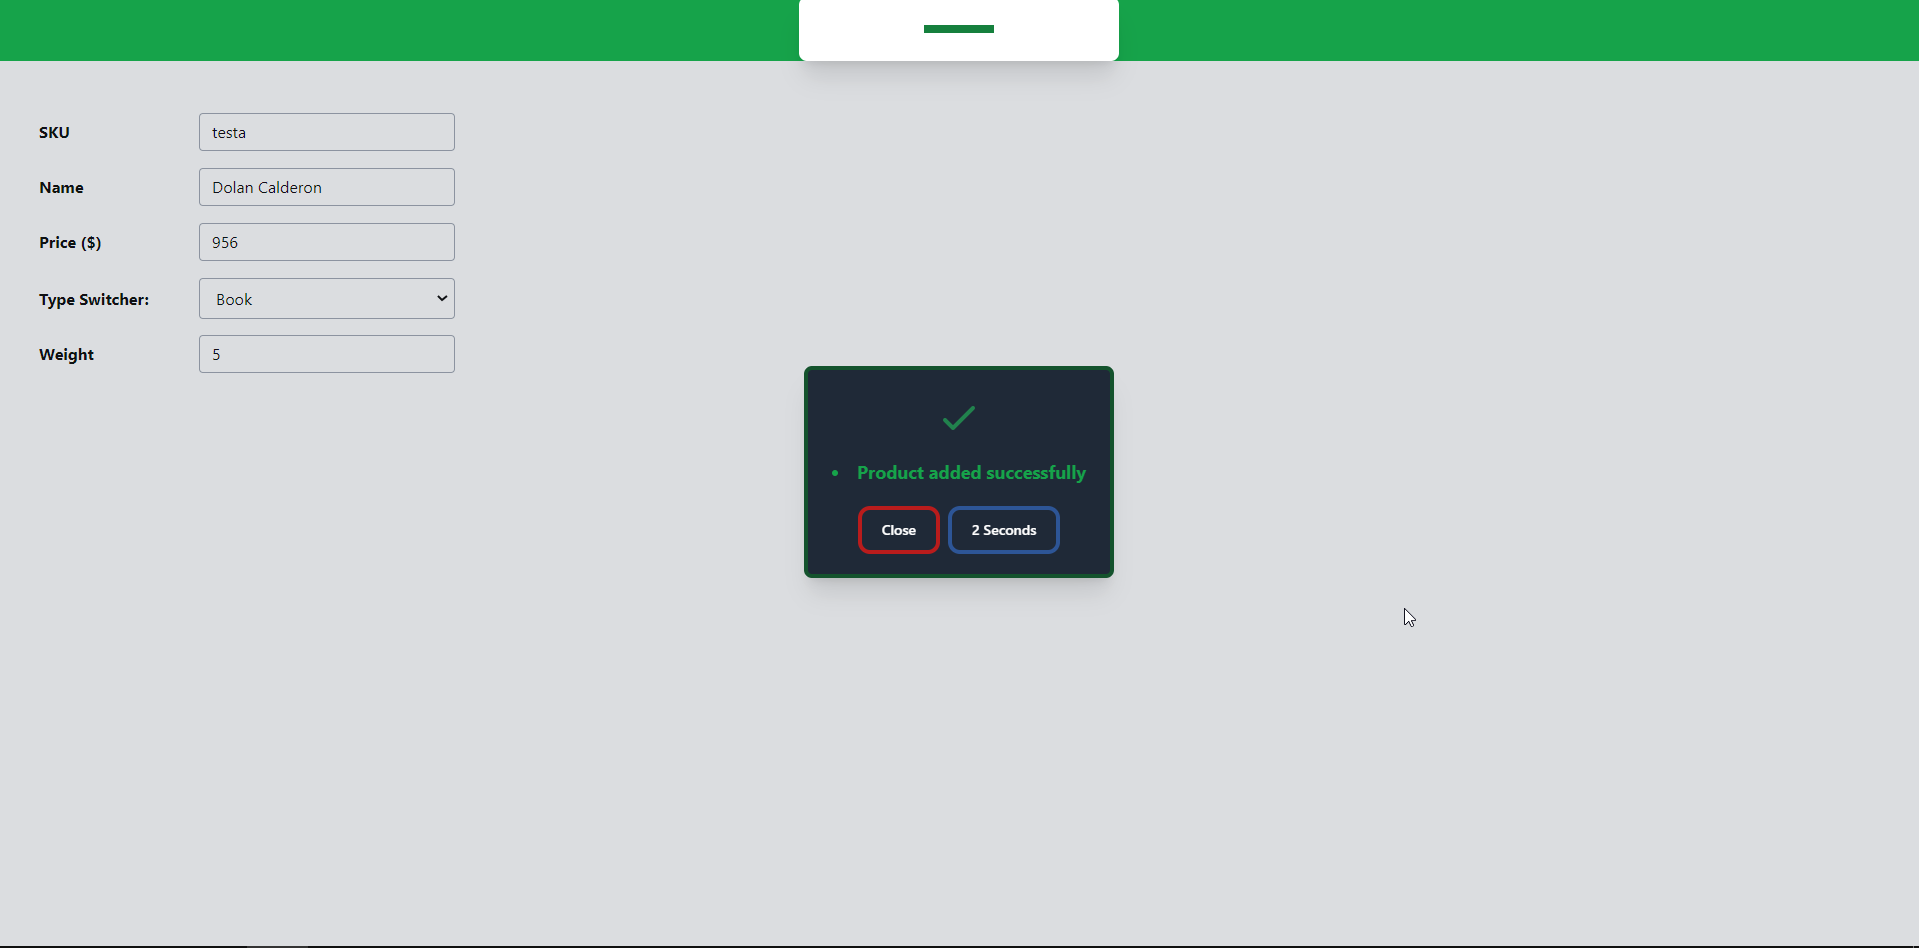 SKU
testa
Name
Dolan Calderon
Price ($)
956
Type Switcher:
Book
Weight
5
• Product added successfully
Close
2 Seconds